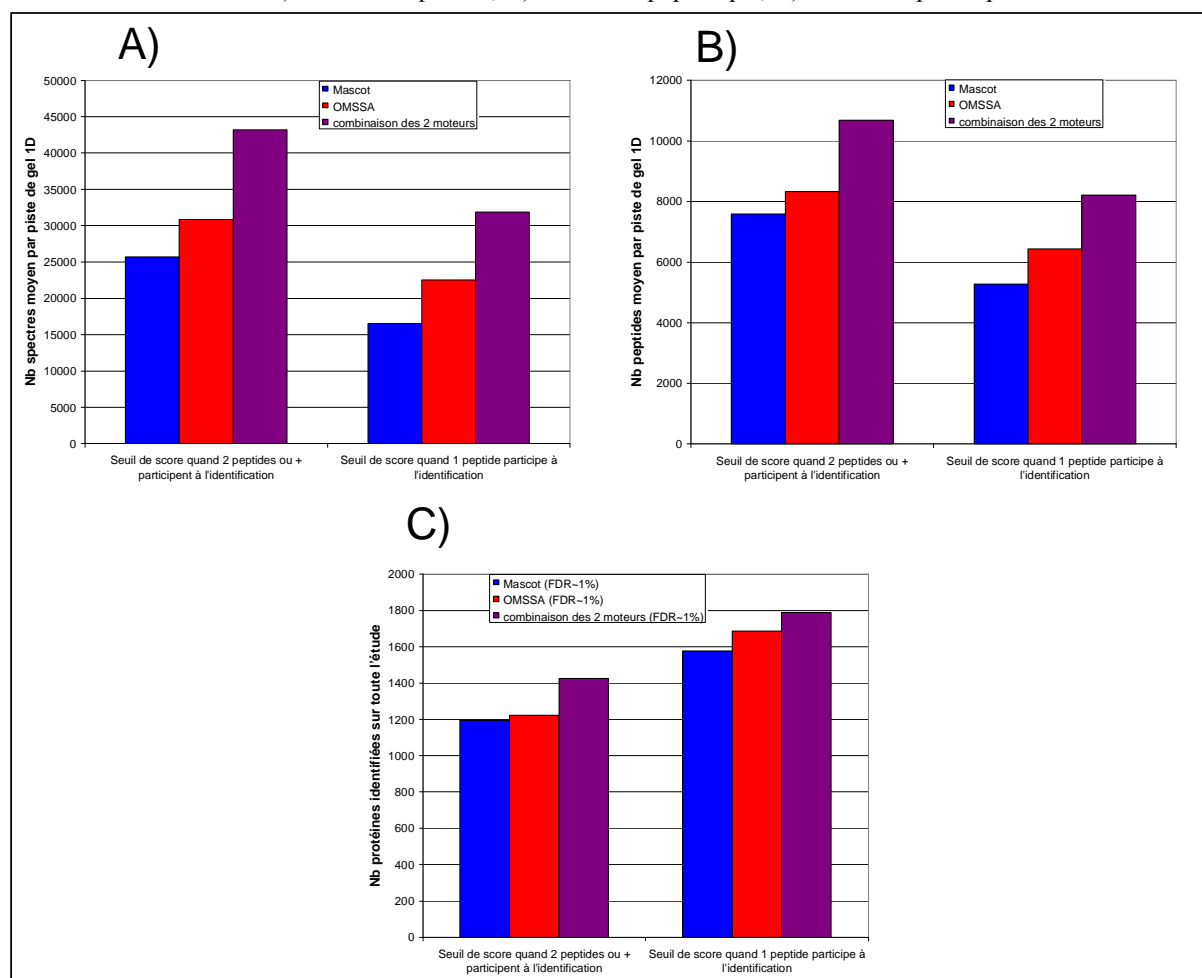 A)
50000
45000
40000
35000
30000
25000
20000
15000
10000
5000
0
Nb spectres moyen par piste de gel 1D
Mascot
OMSSA
combinaison des 2 moteurs
Seuil de score quand 2 peptides ou +
participent à l'identification
Seuil de score quand 1 peptide participe à
l'identification
B)
12000
10000
8000
6000
4000
2000
0
Nb peptides moyen par piste de gel 1D
Mascot
OMSSA
combinaison des 2 moteurs
Seuil de score quand 2 peptides ou +
participent à l'identification
Seuil de score quand 1 peptide participe à
l'identification
C)
2000
1800
1600
1400
1200
1000
800
600
400
200
0
Nb protéines identifiées sur toute l'étude
Mascot (FDR~1%)
OMSSA (FDR~1%)
combinaison des 2 moteurs (FDR~1%)
Seuil de score quand 2 peptides ou +
participent à l'identification
Seuil de score quand 1 peptide participe à
l'identification